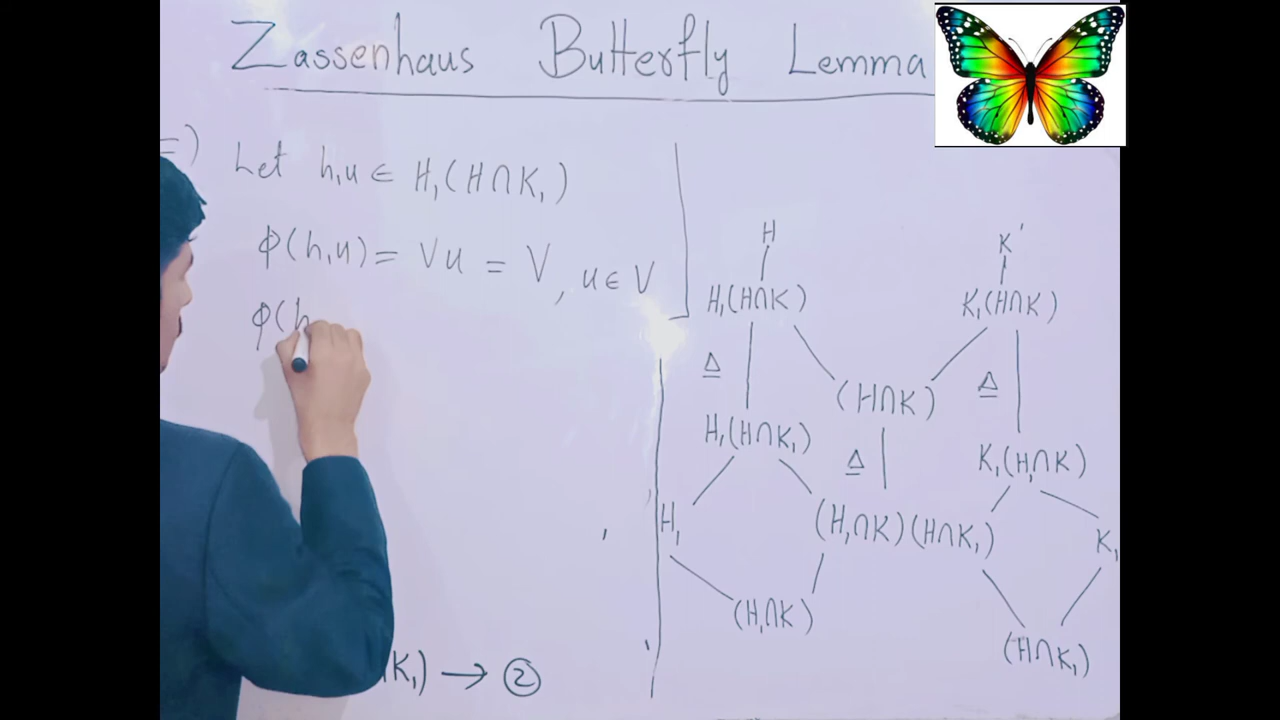 Zassenhaus Butterfly Lemma
=) Let h₁u ∈ H₁(H∩K₁)
φ(h₁u) = Vu = V, u ∈ V
φ(h
K₁) → ②
H
K'
H₁(H∩K)
K₁(H∩K)
Δ
(H∩K)
Δ
H₁(H∩K₁)
Δ
K₁(H₁∩K)
H₁
(H₁∩K)(H∩K₁)
K₁
(H₁∩K)
(H∩K₁)